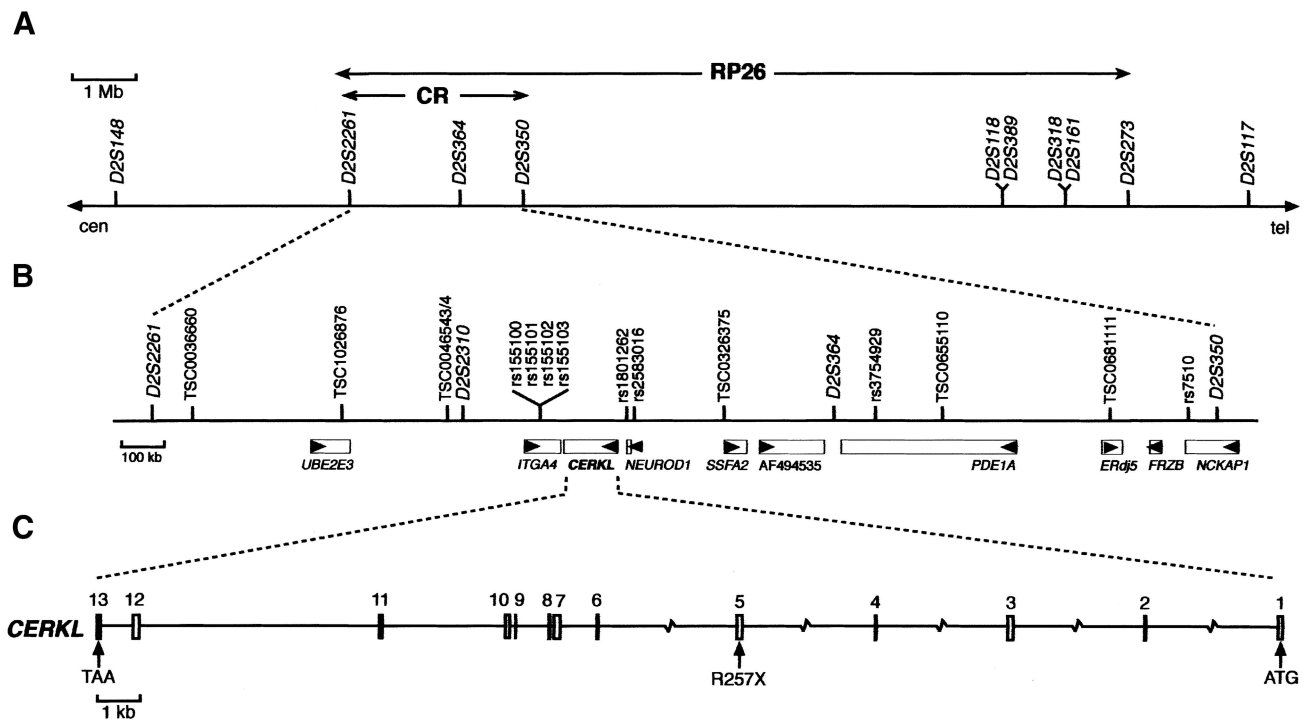 A
RP26
1 Mb
CR
D2S148
D2S2261
D2S364
D2S350
D2S118
D2S389
D2S318
D2S161
D2S273
D2S117
cen
tel
B
D2S2261
TSC0036660
TSC1026876
TSC0046543/4
D2S2310
rs155100
rs155101
rs155102
rs155103
rs1801262
rs2583016
TSC0326375
D2S364
rs3754929
TSC0655110
TSC0681111
rs7510
D2S350
100 kb
UBE2E3
ITGA4
CERKL
NEUROD1
SSFA2
AF494535
PDE1A
ERdj5
FRZB
NCKAP1
C
13 12 11 10 9 8 7 6 5 4 3 2 1
CERKL
TAA
R257X
ATG
1 kb